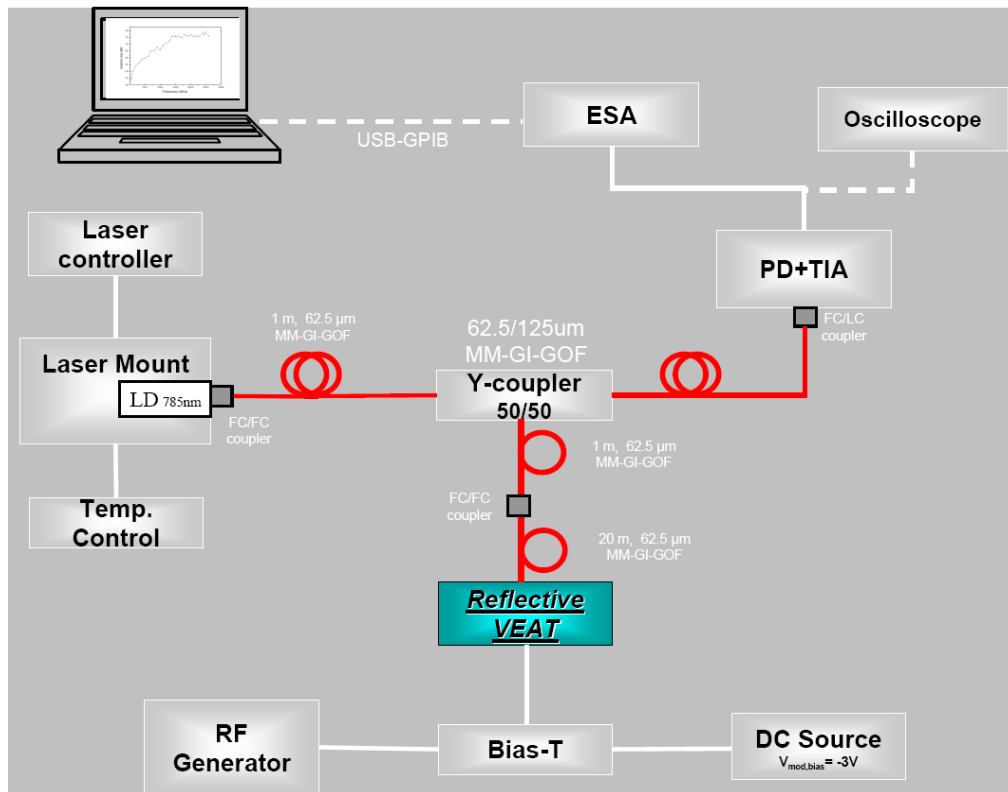 ESA
Oscilloscope
USB-GPIB
Laser
controller
PD+TIA
1 m, 62.5 µm
MM-GI-GOF
62.5/125um
MM-GI-GOF
FC/LC
coupler
Laser Mount
LD 785nm
Y-coupler
50/50
FC/FC
coupler
1 m, 62.5 µm
MM-GI-GOF
Temp.
Control
FC/FC
coupler
20 m, 62.5 µm
MM-GI-GOF
Reflective
VEAT
RF
Generator
Bias-T
DC Source
Vmod,bias= -3V